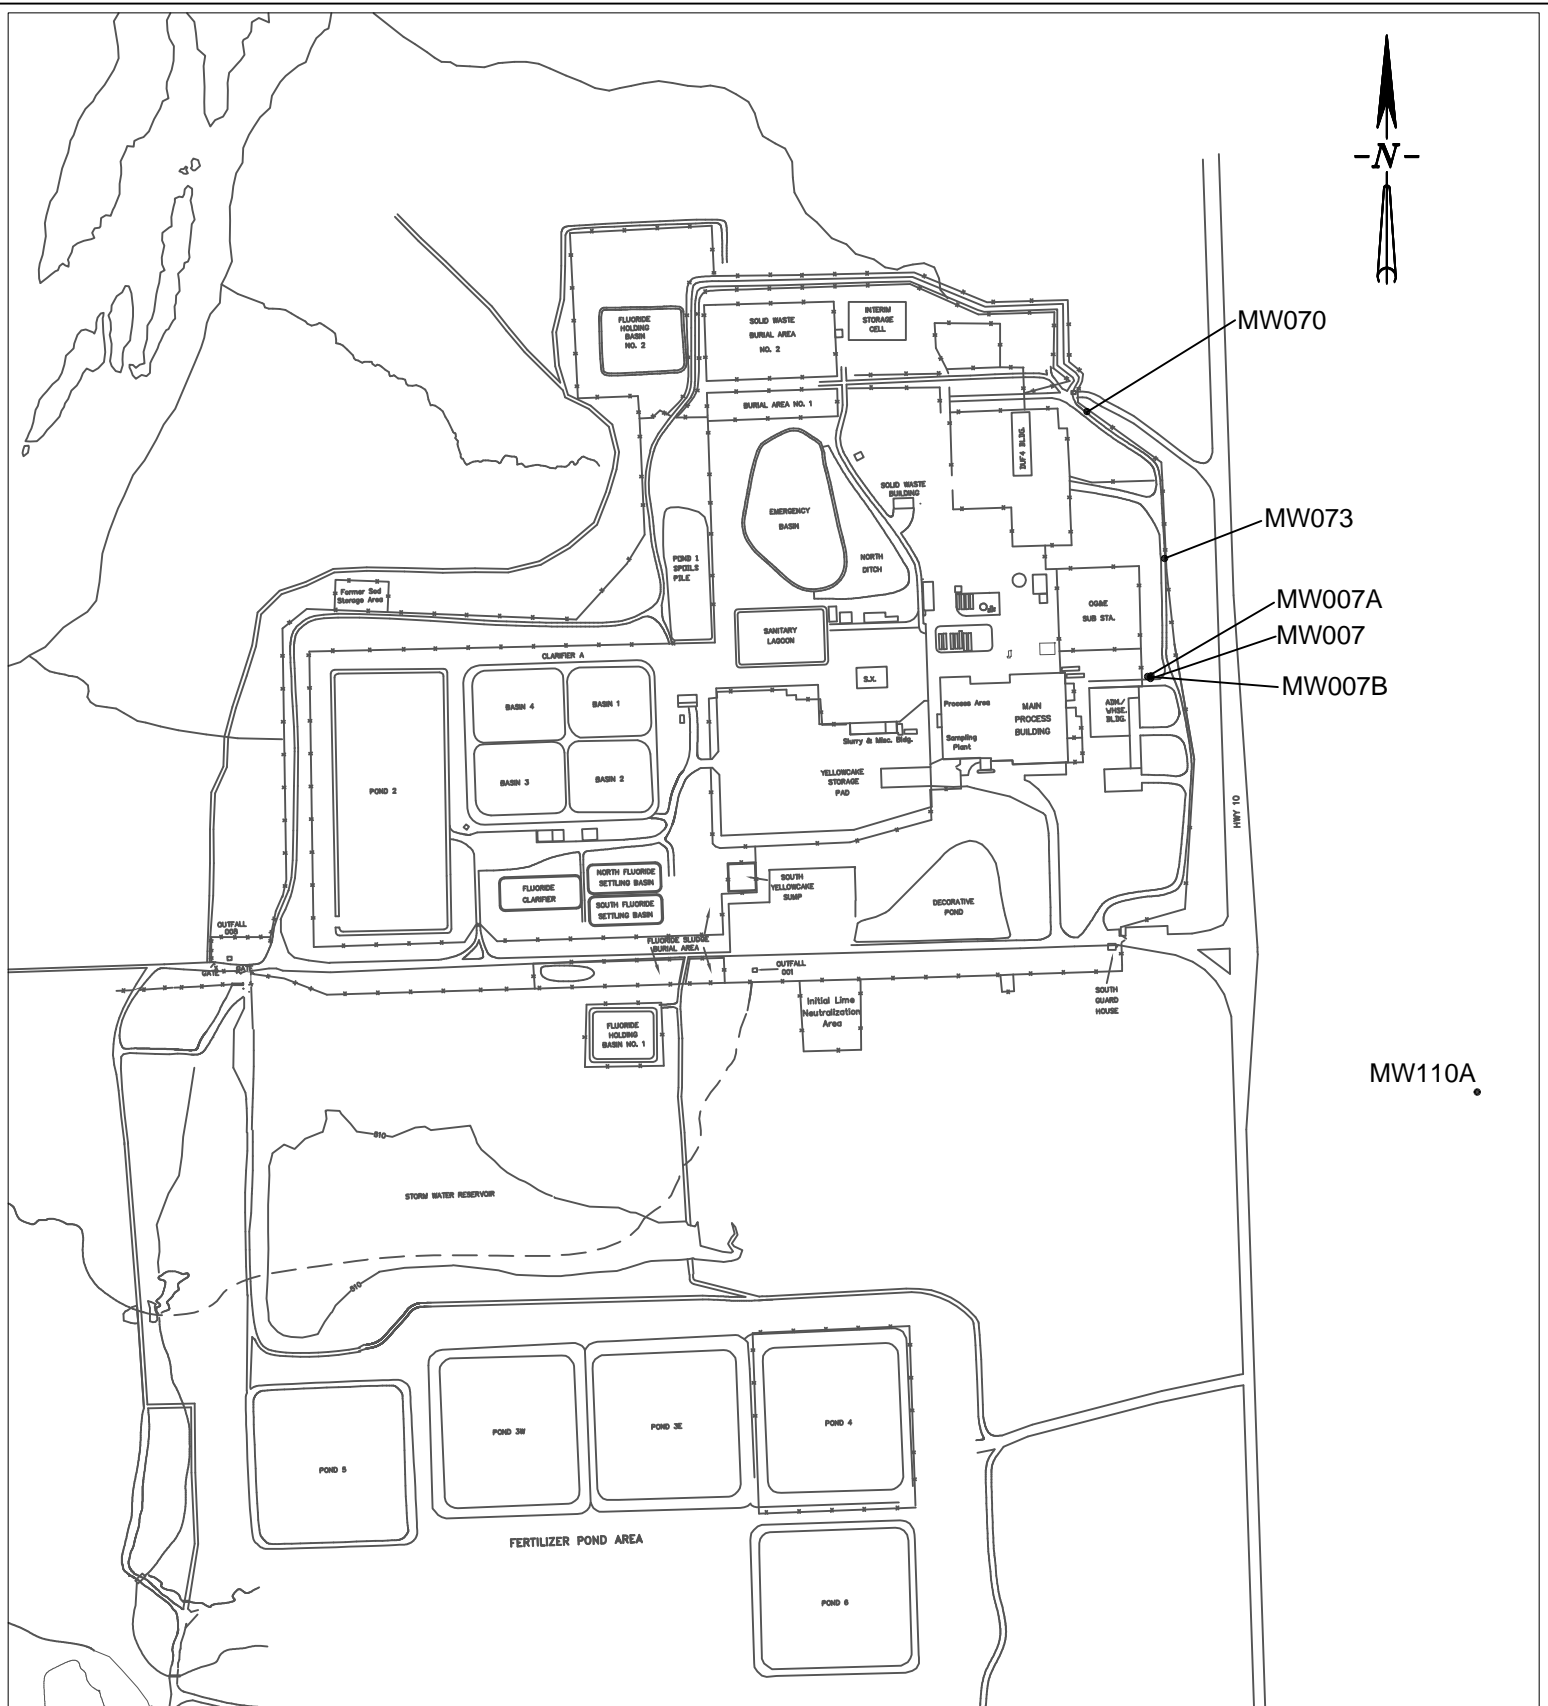 -N-
MW070
FLUORIDE
HOLDING
BASIN
NO. 2
SOLID WASTE
BURIAL AREA
NO. 2
INTERIM
STORAGE
CELL
BURIAL AREA NO. 1
DUF4 BLDG.
SOLID WASTE
BUILDING
EMERGENCY
BASIN
MW073
NORTH
DITCH
POND 1
SPOILS
PILE
Former Sod
Storage Area
OG&E
SUB STA.
MW007A
MW007
MW007B
SANITARY
LAGOON
CLARIFIER A
S.X.
BASIN 4
BASIN 1
BASIN 3
BASIN 2
POND 2
Process Area
MAIN
PROCESS
BUILDING
Sampling
Plant
ADM./
WHSE.
BLDG.
Slurry & Misc. Bldg.
YELLOWCAKE
STORAGE
PAD
HWY 10
NORTH FLUORIDE
SETTLING BASIN
SOUTH FLUORIDE
SETTLING BASIN
FLUORIDE
CLARIFIER
SOUTH
YELLOWCAKE
SUMP
DECORATIVE
POND
OUTFALL
008
FLUORIDE SLUDGE
BURIAL AREA
GATE
GATE
OUTFALL
001
SOUTH
GUARD
HOUSE
Initial Lime
Neutralization
Area
FLUORIDE
HOLDING
BASIN NO. 1
MW110A
510
STORM WATER RESERVOIR
510
POND 5
POND 3W
POND 3E
POND 4
FERTILIZER POND AREA
POND 6